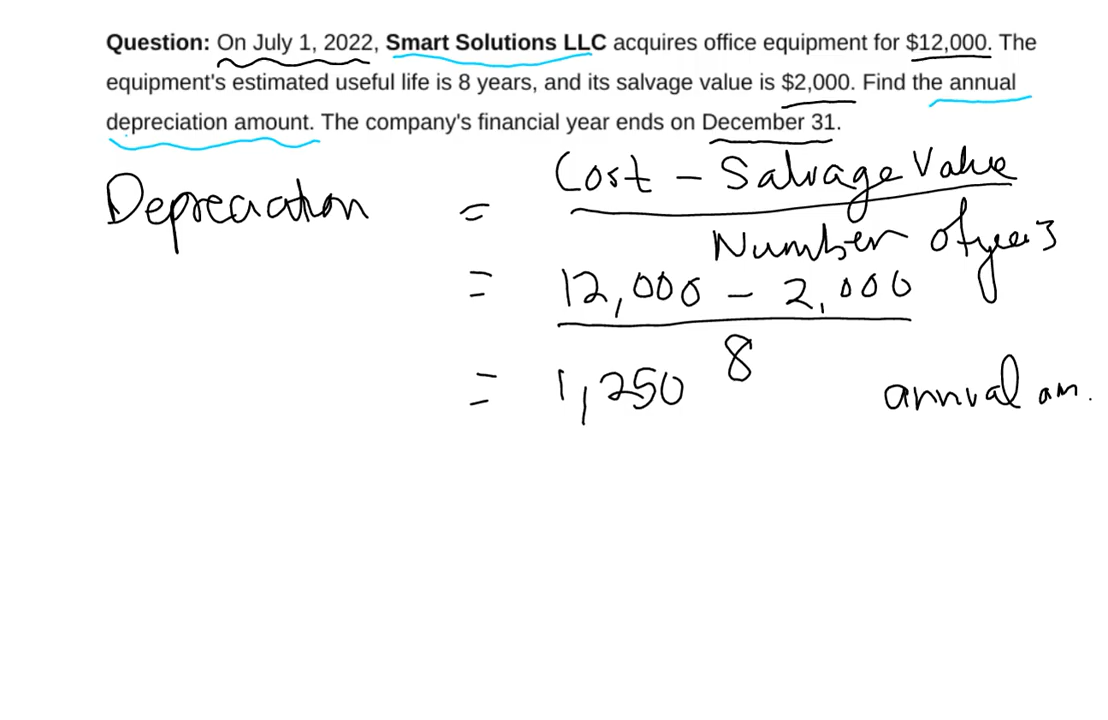 Question: On July 1, 2022, Smart Solutions LLC acquires office equipment for $12,000. The
equipment's estimated useful life is 8 years, and its salvage value is $2,000. Find the annual
depreciation amount. The company's financial year ends on December 31.
Depreciation = Cost - Salvage Value
Number of years
= 12,000 - 2,000
8
= 1,250 annual am.